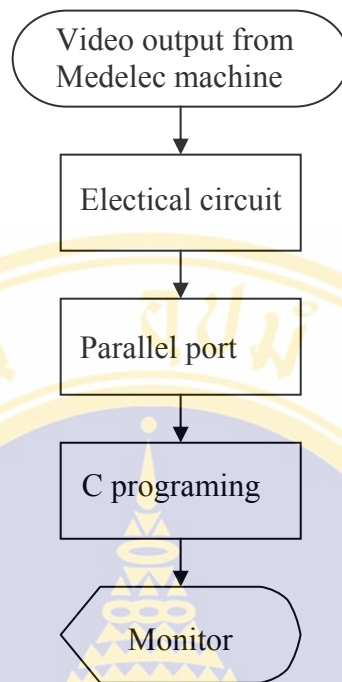 Video output from
Medelec machine
Electical circuit
Parallel port
C programing
Monitor